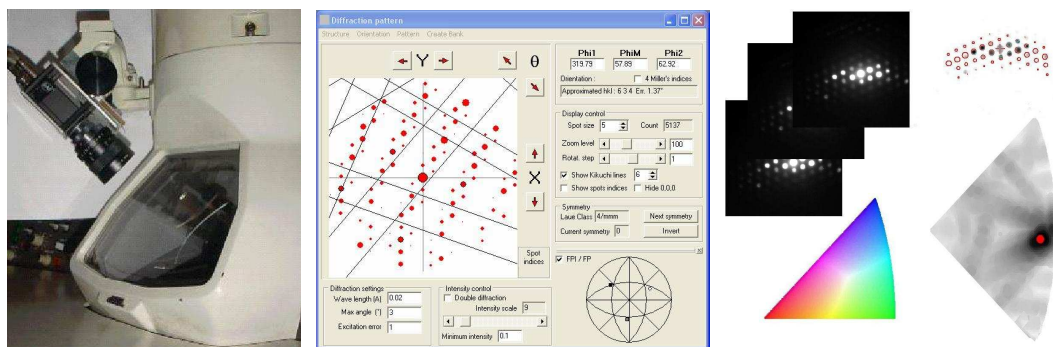 Diffraction pattern
Structure Orientation Pattern Create Bank
Y
θ
X
Spot indices
Phi1 PhiM Phi2
319.79 57.89 62.92
Orientation : 4 Miller's indices
Approximated hkl : 6 3 4 Err. 1.37°
Display control
Spot size 5 Count 5137
Zoom level 100
Rotat. step 1
Show Kikuchi lines 6
Show spots indices Hide 0,0,0
Symmetry
Laue Class 4/mmm Next symmetry
Current symmetry 0 Invert
FPI / FP
Diffraction settings
Wave length (A) 0.02
Max angle (°) 3
Excitation error 1
Intensity control
Double diffraction
Intensity scale 9
Minimum intensity 0.1